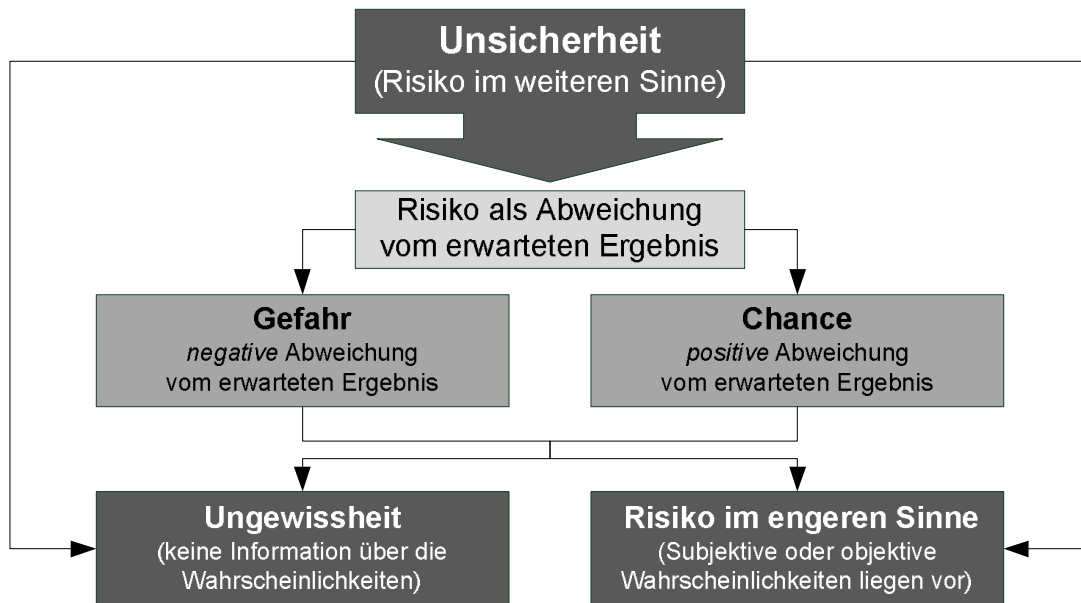 Unsicherheit
(Risiko im weiteren Sinne)
Risiko als Abweichung
vom erwarteten Ergebnis
Gefahr
negative Abweichung
vom erwarteten Ergebnis
Chance
positive Abweichung
vom erwarteten Ergebnis
Ungewissheit
(keine Information über die
Wahrscheinlichkeiten)
Risiko im engeren Sinne
(Subjektive oder objektive
Wahrscheinlichkeiten liegen vor)